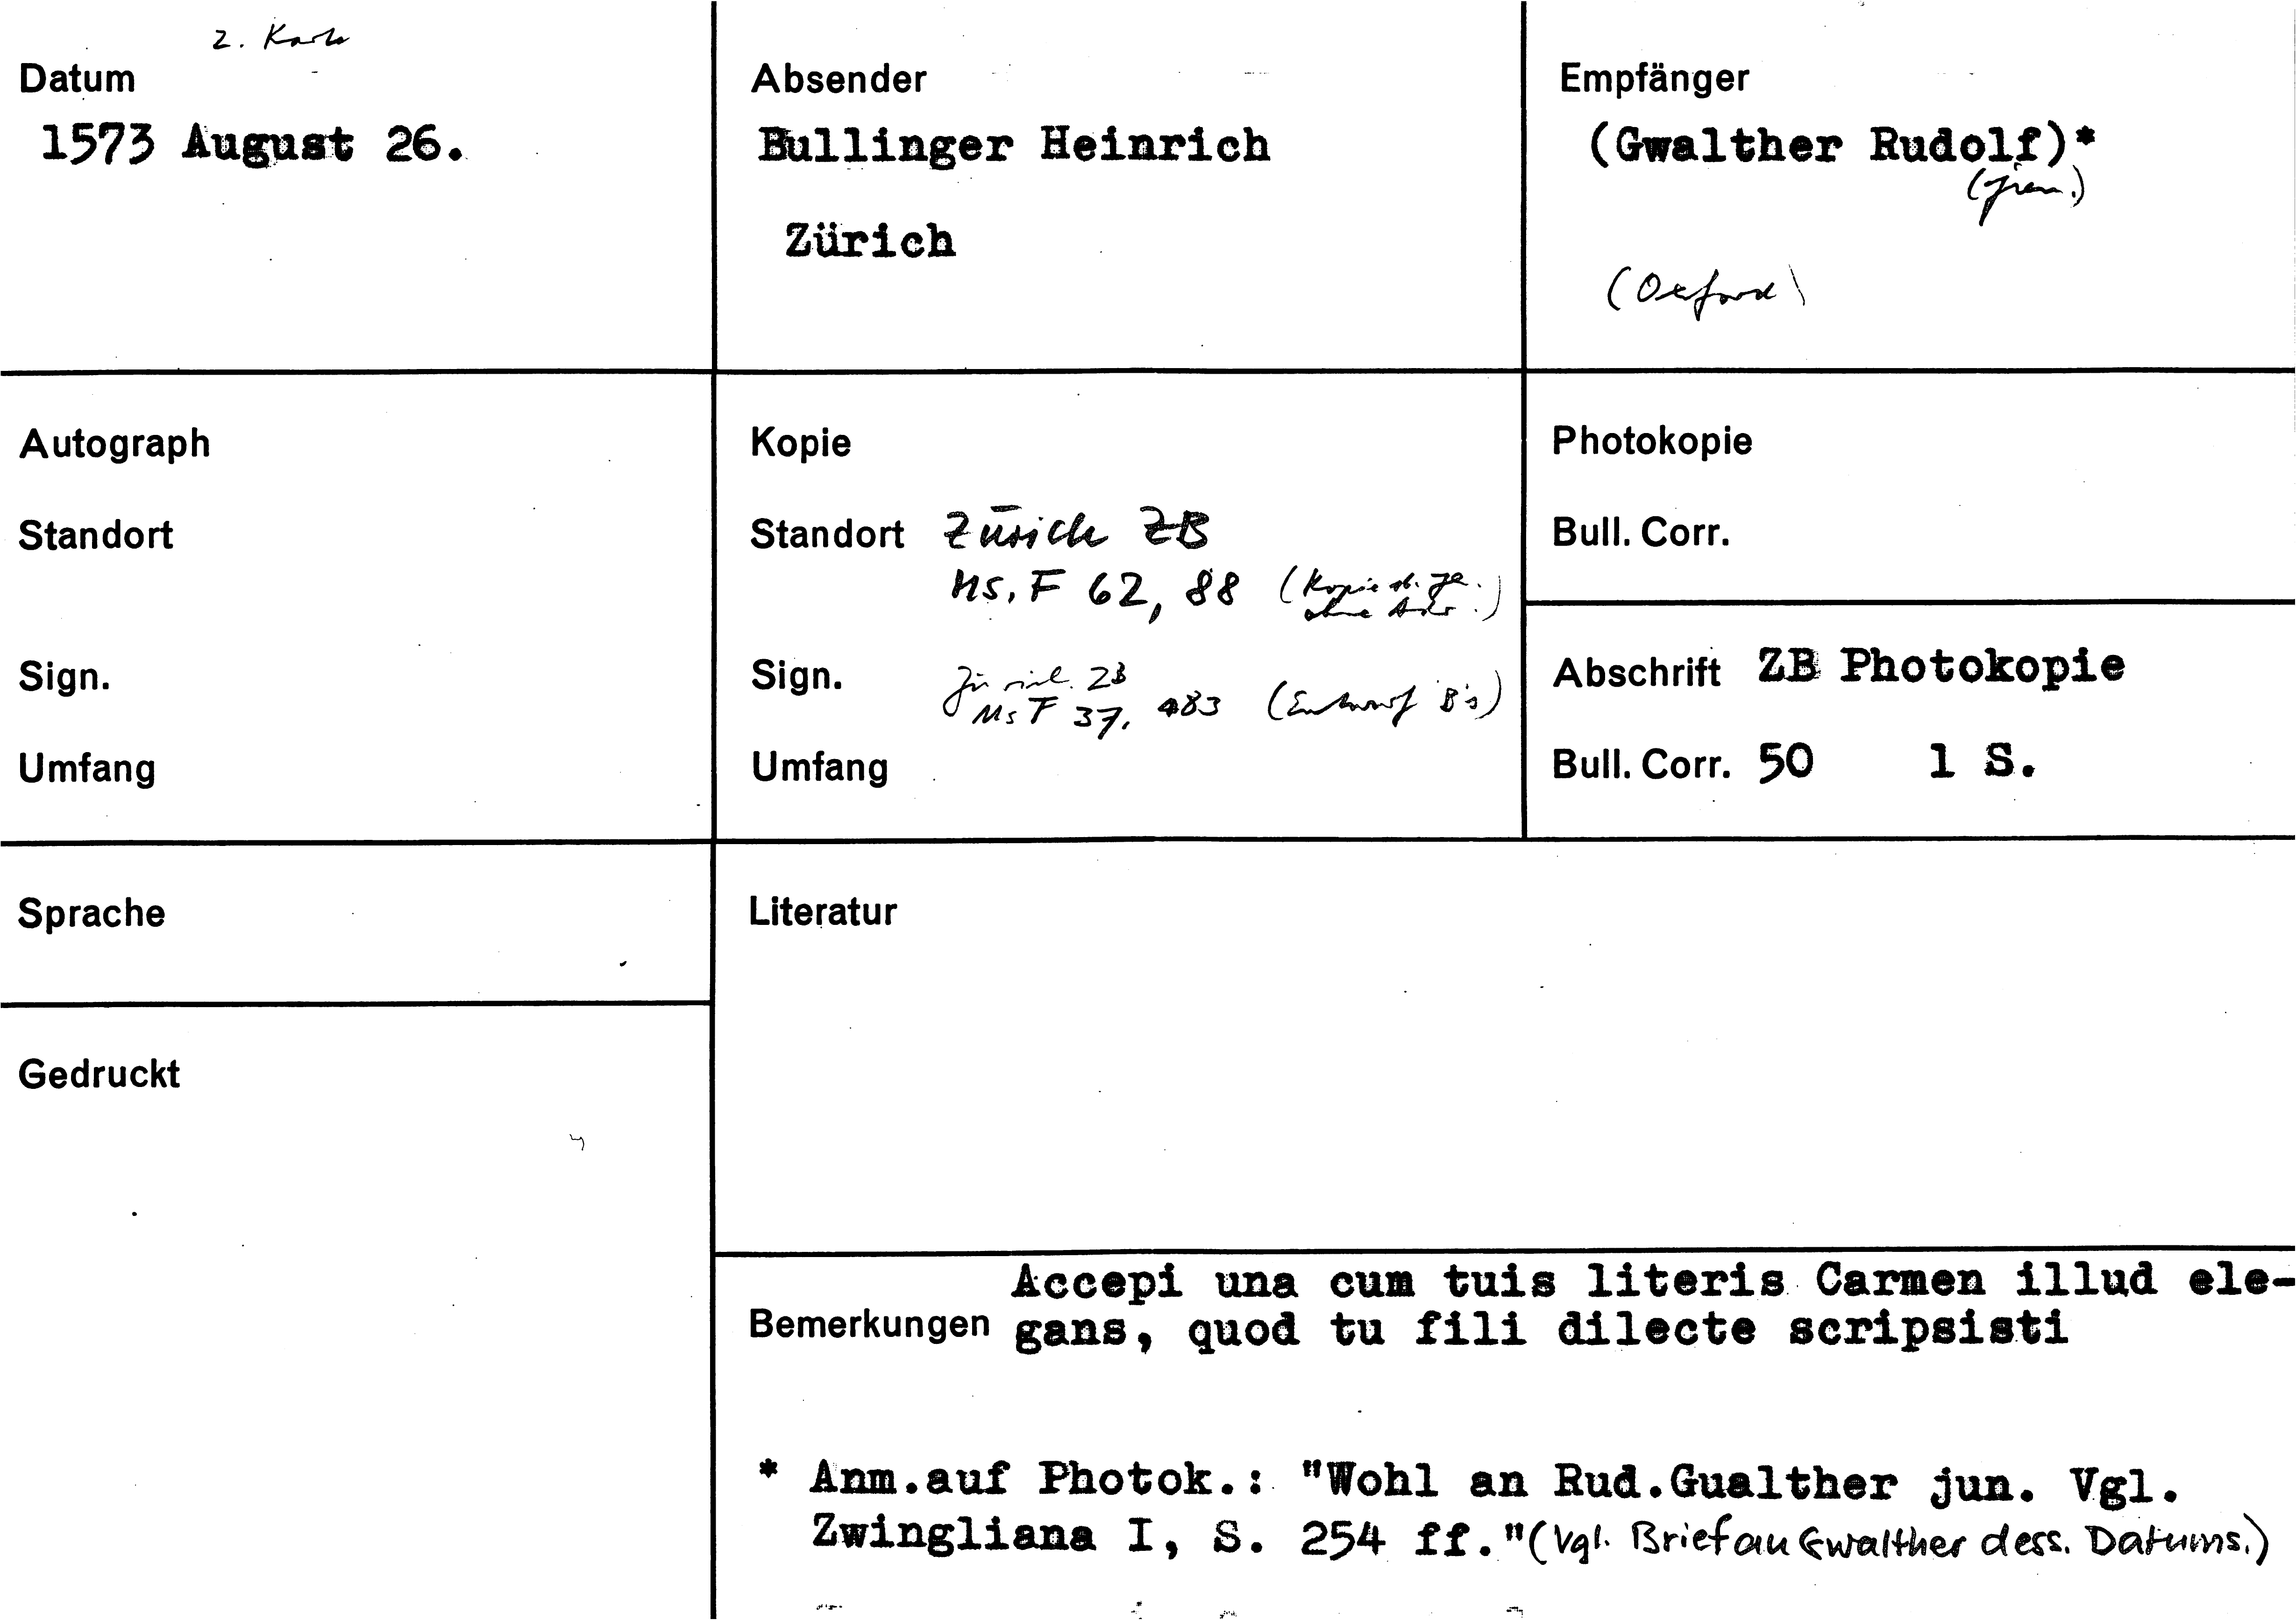 2. Karte
Datum
1573 August 26.
Absender
Bullinger Heinrich
Zürich
Empfänger
(Gwalther Rudolf)*
(jun.)
(Oxford)
Autograph
Standort
Sign.
Umfang
Kopie
Standort Zürich ZB
Ms. F 62, 88 (Kopie
ohne
Sign. Zürich ZB
Ms F 37, 483 (Entwurf B's)
Umfang
Photokopie
Bull. Corr.
Abschrift ZB Photokopie
Bull. Corr. 50 1 S.
Sprache
Gedruckt
Literatur
Accepi una cum tuis literis Carmen illud ele-
Bemerkungen gans, quod tu fili dilecte scripsisti
* Anm.auf Photok.: "Wohl an Rud.Gualther jun. Vgl.
Zwingliana I, S. 254 ff."(Vgl. Brief an Gwalther dess. Datums.)